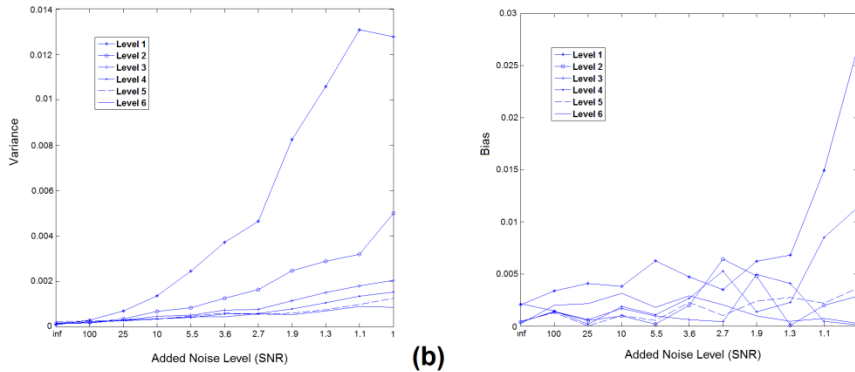 0.014
0.012
0.01
0.008
0.006
0.004
0.002
0
Variance
Level 1
Level 2
Level 3
Level 4
Level 5
Level 6
inf 100 25 10 5.5 3.6 2.7 1.9 1.3 1.1 1
Added Noise Level (SNR)
(b)
0.03
0.025
0.02
0.015
0.01
0.005
0
Bias
Level 1
Level 2
Level 3
Level 4
Level 5
Level 6
inf 100 25 10 5.5 3.6 2.7 1.9 1.3 1.1
Added Noise Level (SNR)